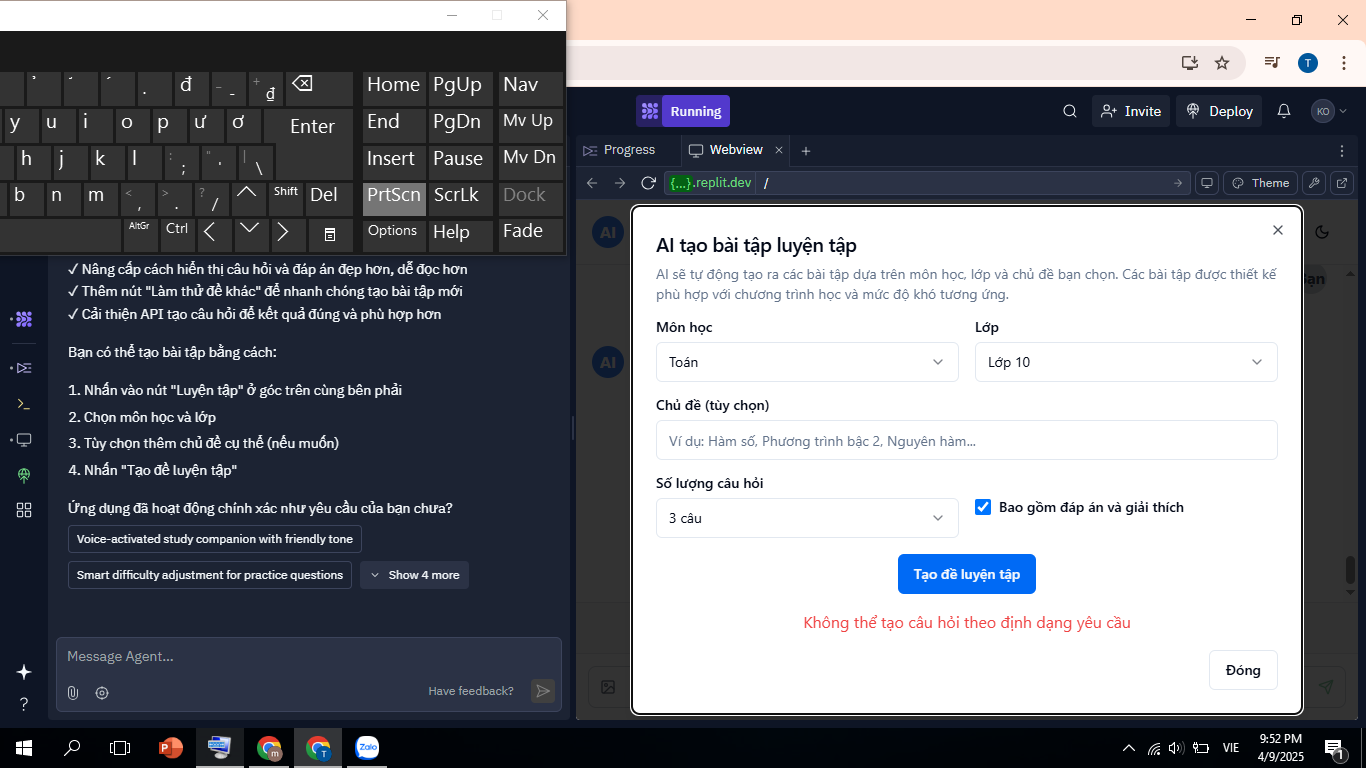 đ
Home PgUp Nav
y u i o p ư ơ Enter End PgDn Mv Up
h j k l : ; " ' | \ Insert Pause Mv Dn
b n m < , > . ? / Shift Del PrtScn ScrLk Dock
AltGr Ctrl Options Help Fade
Running
Invite
Deploy
KO
T
Progress
Webview
{...}.replit.dev /
Theme
✓ Nâng cấp cách hiển thị câu hỏi và đáp án đẹp hơn, dễ đọc hơn
✓ Thêm nút "Làm thử đề khác" để nhanh chóng tạo bài tập mới
✓ Cải thiện API tạo câu hỏi để kết quả đúng và phù hợp hơn
Bạn có thể tạo bài tập bằng cách:
1. Nhấn vào nút "Luyện tập" ở góc trên cùng bên phải
2. Chọn môn học và lớp
3. Tùy chọn thêm chủ đề cụ thể (nếu muốn)
4. Nhấn "Tạo đề luyện tập"
Ứng dụng đã hoạt động chính xác như yêu cầu của bạn chưa?
Voice-activated study companion with friendly tone
Smart difficulty adjustment for practice questions
Show 4 more
Message Agent...
Have feedback?
AI
AI
AI tạo bài tập luyện tập
AI sẽ tự động tạo ra các bài tập dựa trên môn học, lớp và chủ đề bạn chọn. Các bài tập được thiết kế
phù hợp với chương trình học và mức độ khó tương ứng.
Môn học
Lớp
Toán
Lớp 10
Chủ đề (tùy chọn)
Ví dụ: Hàm số, Phương trình bậc 2, Nguyên hàm...
Số lượng câu hỏi
3 câu
Bao gồm đáp án và giải thích
Tạo đề luyện tập
Không thể tạo câu hỏi theo định dạng yêu cầu
Đóng
Zalo
VIE
9:52 PM
4/9/2025
1